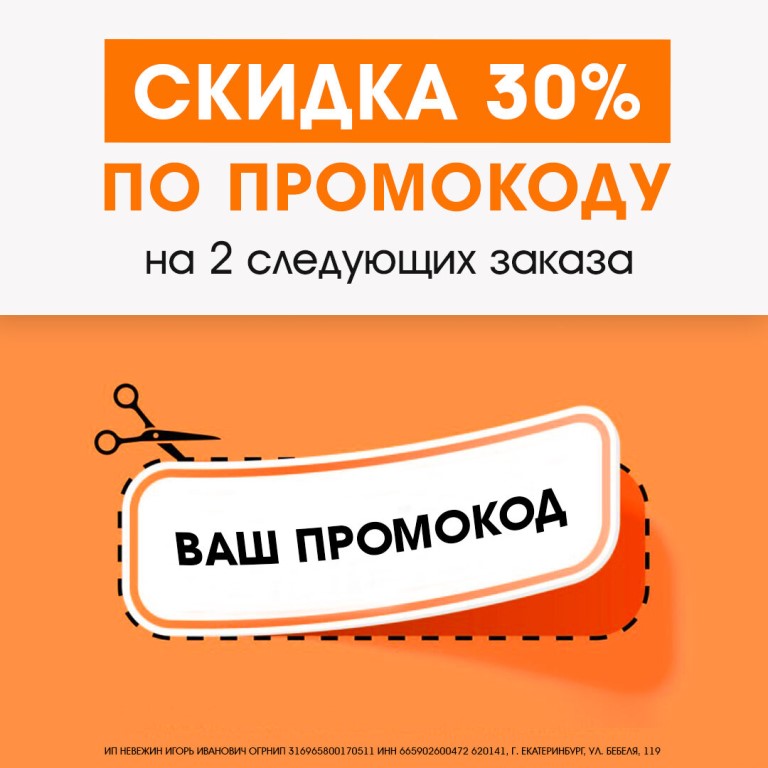 СКИДКА 30%
ПО ПРОМОКОДУ
на 2 следующих заказа
ВАШ ПРОМОКОД
ИП НЕВЕЖИН ИГОРЬ ИВАНОВИЧ ОГРНИП 316965800170511 ИНН 665902600472 620141, Г. ЕКАТЕРИНБУРГ, УЛ. БЕБЕЛЯ, 119